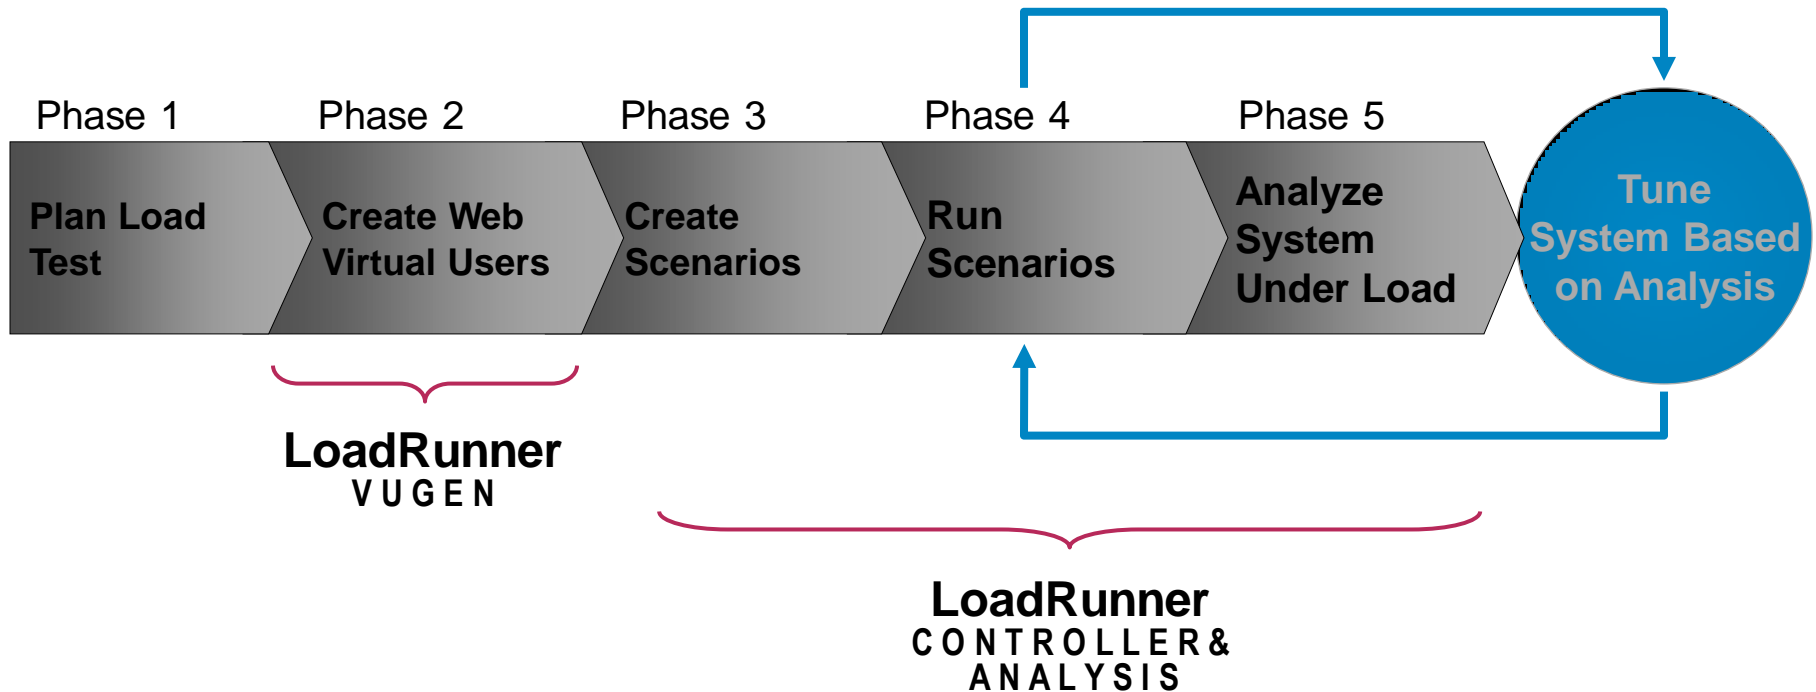 Phase 1
Phase 2
Phase 3
Phase 4
Phase 5
Plan Load
Test
Create Web
Virtual Users
Create
Scenarios
Run
Scenarios
Analyze
System
Under Load
Tune
System Based
on Analysis
LoadRunner
VUGEN
LoadRunner
CONTROLLER&
ANALYSIS